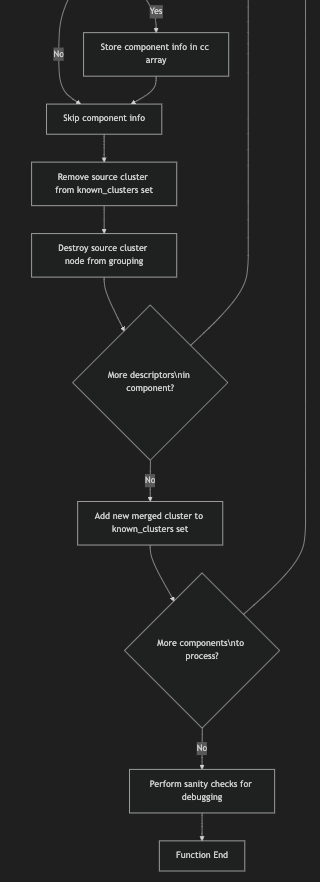 Yes
Store component info in cc
array
No
Skip component info
Remove source cluster
from known_clusters set
Destroy source cluster
node from grouping
More descriptors\nin
component?
No
Add new merged cluster to
known_clusters set
More components\nto
process?
No
Perform sanity checks for
debugging
Function End